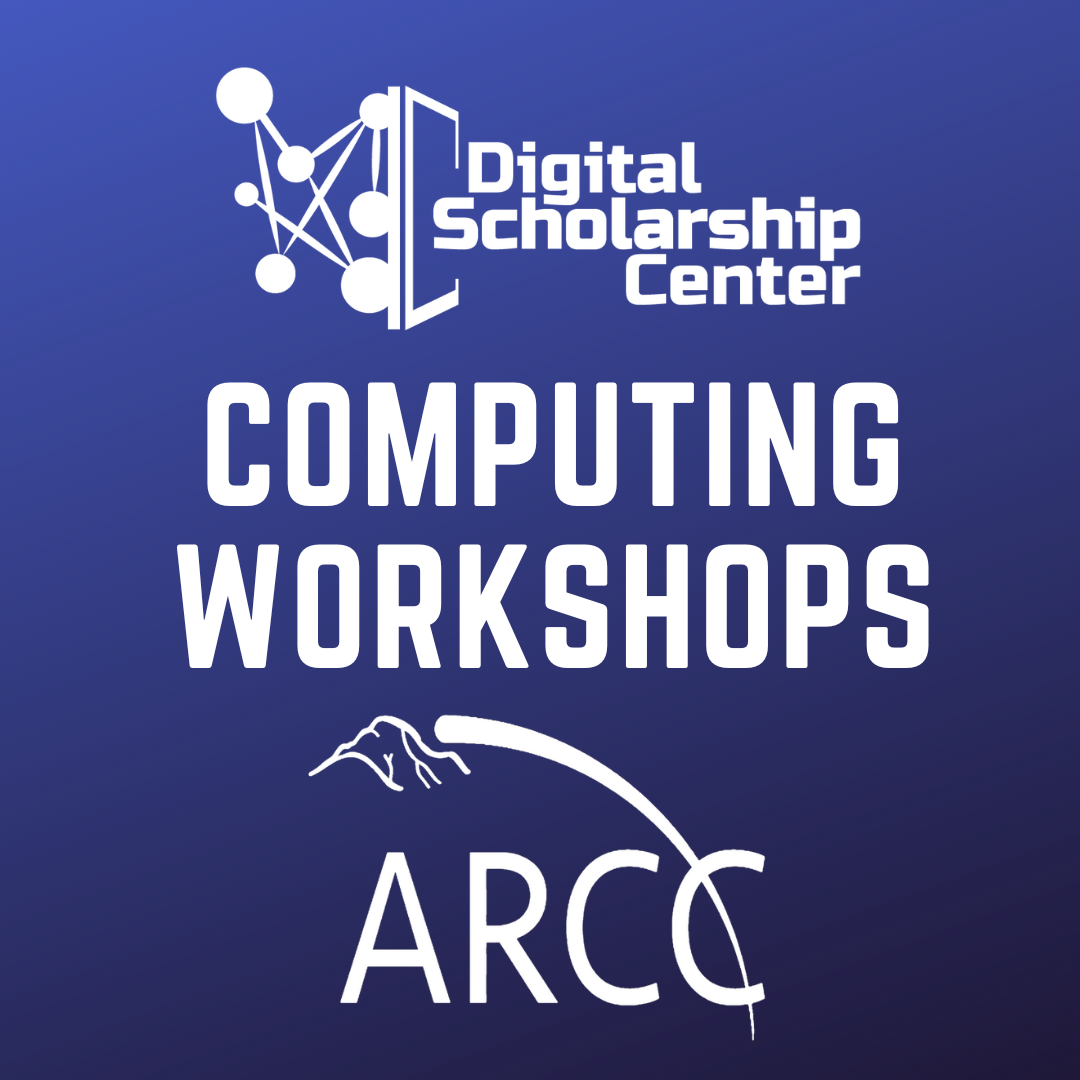 Digital
Scholarship
Center
COMPUTING
WORKSHOPS
ARCC